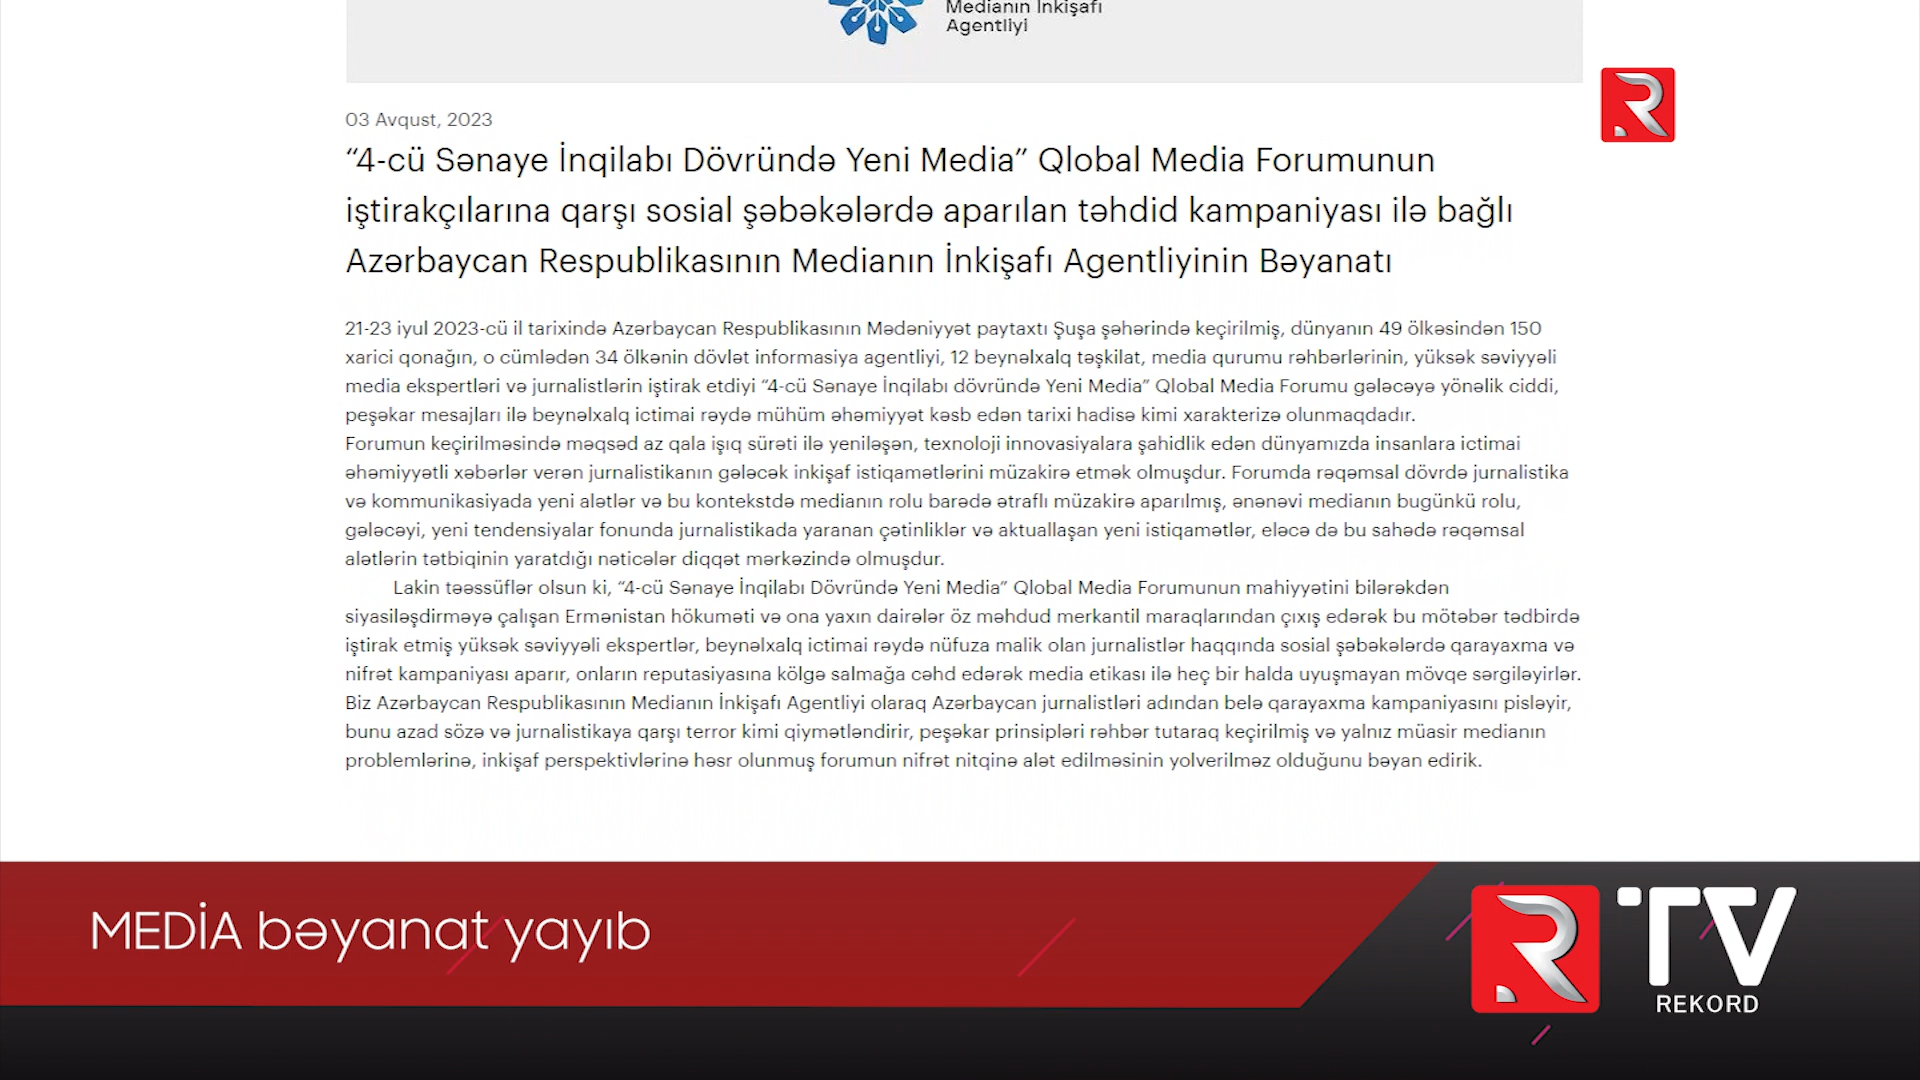 Medianın İnkişafı
Agentliyi
03 Avqust, 2023
“4-cü Sənaye İnqilabı Dövründə Yeni Media” Qlobal Media Forumunun
iştirakçılarına qarşı sosial şəbəkələrdə aparılan təhdid kampaniyası ilə bağlı
Azərbaycan Respublikasının Medianın İnkişafı Agentliyinin Bəyanatı
21-23 iyul 2023-cü il tarixində Azərbaycan Respublikasının Mədəniyyət paytaxtı Şuşa şəhərində keçirilmiş, dünyanın 49 ölkəsindən 150
xarici qonağın, o cümlədən 34 ölkənin dövlət informasiya agentliyi, 12 beynəlxalq təşkilat, media qurumu rəhbərlərinin, yüksək səviyyəli
media ekspertləri və jurnalistlərin iştirak etdiyi “4-cü Sənaye İnqilabı dövründə Yeni Media” Qlobal Media Forumu gələcəyə yönəlik ciddi,
peşəkar mesajları ilə beynəlxalq ictimai rəydə mühüm əhəmiyyət kəsb edən tarixi hadisə kimi xarakterizə olunmaqdadır.
Forumun keçirilməsində məqsəd az qala işıq sürəti ilə yeniləşən, texnoloji innovasiyalara şahidlik edən dünyamızda insanlara ictimai
əhəmiyyətli xəbərlər verən jurnalistikanın gələcək inkişaf istiqamətlərini müzakirə etmək olmuşdur. Forumda rəqəmsal dövrdə jurnalistika
və kommunikasiyada yeni alətlər və bu kontekstdə medianın rolu barədə ətraflı müzakirə aparılmış, ənənəvi medianın bugünkü rolu,
gələcəyi, yeni tendensiyalar fonunda jurnalistikada yaranan çətinliklər və aktuallaşan yeni istiqamətlər, eləcə də bu sahədə rəqəmsal
alətlərin tətbiqinin yaratdığı nəticələr diqqət mərkəzində olmuşdur.
Lakin təəssüflər olsun ki, “4-cü Sənaye İnqilabı Dövründə Yeni Media” Qlobal Media Forumunun mahiyyətini bilərəkdən
siyasiləşdirməyə çalışan Ermənistan hökuməti və ona yaxın dairələr öz məhdud merkantil maraqlarından çıxış edərək bu mötəbər tədbirdə
iştirak etmiş yüksək səviyyəli ekspertlər, beynəlxalq ictimai rəydə nüfuza malik olan jurnalistlər haqqında sosial şəbəkələrdə qarayaxma və
nifrət kampaniyası aparır, onların reputasiyasına kölgə salmağa cəhd edərək media etikası ilə heç bir halda uyuşmayan mövqe sərgiləyirlər.
Biz Azərbaycan Respublikasının Medianın İnkişafı Agentliyi olaraq Azərbaycan jurnalistləri adından belə qarayaxma kampaniyasını pisləyir,
bunu azad sözə və jurnalistikaya qarşı terror kimi qiymətləndirir, peşəkar prinsipləri rəhbər tutaraq keçirilmiş və yalnız müasir medianın
problemlərinə, inkişaf perspektivlərinə həsr olunmuş forumun nifrət nitqinə alət edilməsinin yolverilməz olduğunu bəyan edirik.
MEDİA bəyanat yayıb
R TV
REKORD